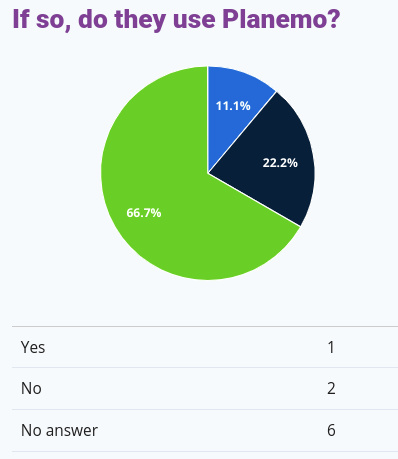 If so, do they use Planemo?
11.1%
22.2%
66.7%
Yes 1
No 2
No answer 6